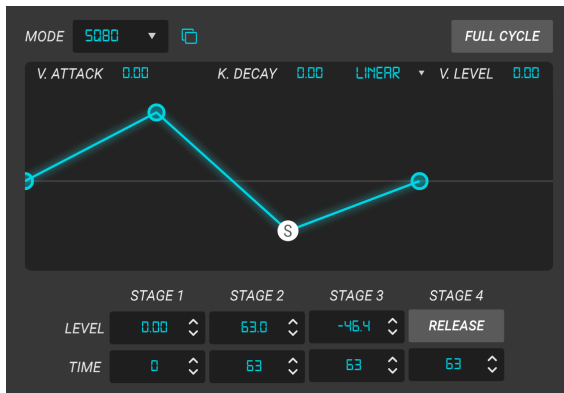 MODE SQ80 FULL CYCLE
V. ATTACK 0.00 K. DECAY 0.00 LINEAR V. LEVEL 0.00
S
STAGE 1 STAGE 2 STAGE 3 STAGE 4
LEVEL 0.00 63.0 -46.4 RELEASE
TIME 0 63 63 63